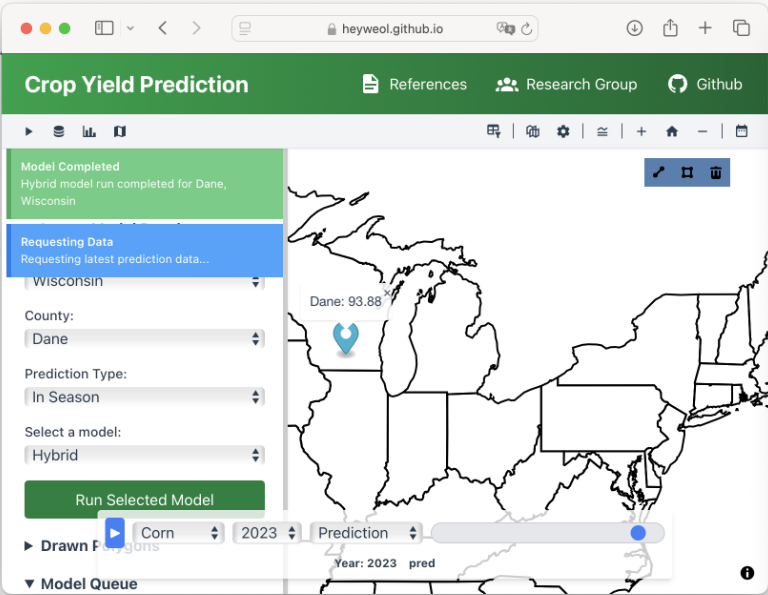 heyweol.github.io
Crop Yield Prediction
References
Research Group
Github
Model Completed
Hybrid model run completed for Dane,
Wisconsin
Requesting Data
Requesting latest prediction data...
Wisconsin
County:
Dane
Prediction Type:
In Season
Select a model:
Hybrid
Run Selected Model
Drawn Polygons
Model Queue
Dane: 93.88
×
Corn
2023
Prediction
Year: 2023 pred